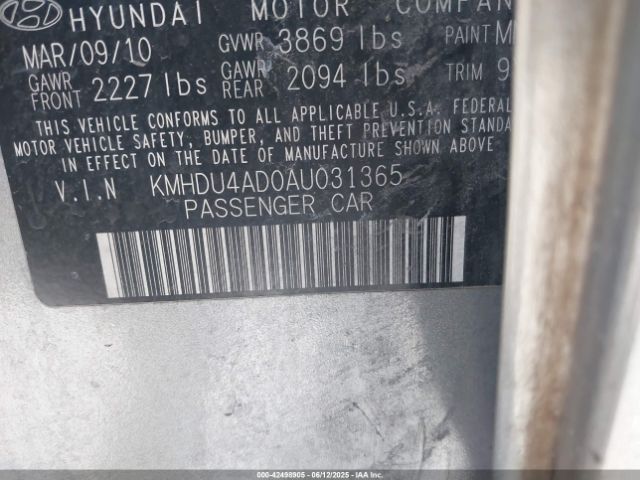 HYUNDAI MOTOR COMPAN
MAR/09/10 GVWR 3869 lbs PAINT M
GAWR FRONT 2227 lbs GAWR REAR 2094 lbs TRIM 9
THIS VEHICLE CONFORMS TO ALL APPLICABLE U.S.A. FEDERAL
MOTOR VEHICLE SAFETY, BUMPER, AND THEFT PREVENTION STANDA
IN EFFECT ON THE DATE OF MANUFACTURE SHOWN ABOVE.
V.I.N KMHDU4AD0AU031365
PASSENGER CAR
000-42498905 - 06/12/2025 - IAA Inc. (IAA)